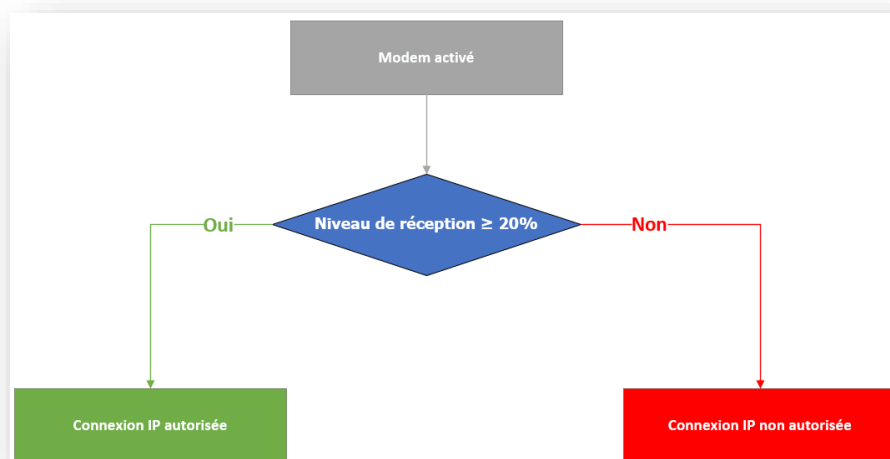 Modem activé
Niveau de réception ≥ 20%
Oui
Non
Connexion IP autorisée
Connexion IP non autorisée